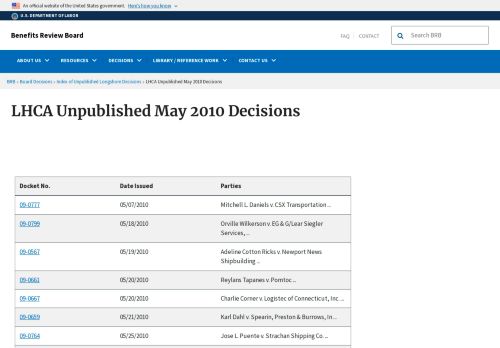 An official website of the United States government. Here's how you know
U.S. DEPARTMENT OF LABOR
Benefits Review Board
FAQ
CONTACT
Search BRB
ABOUT US
RESOURCES
DECISIONS
LIBRARY / REFERENCE WORK
CONTACT US
BRB › Board Decisions › Index of Unpublished Longshore Decisions › LHCA Unpublished May 2010 Decisions
LHCA Unpublished May 2010 Decisions
Docket No. Date Issued Parties
09-0777 05/07/2010 Mitchell L. Daniels v. CSX Transportation ...
09-0799 05/18/2010 Orville Wilkerson v. EG & G/Lear Siegler
Services, ...
09-0567 05/19/2010 Adeline Cotton Ricks v. Newport News
Shipbuilding ...
09-0661 05/20/2010 Reylans Tapanes v. Pomtoc ...
09-0667 05/20/2010 Charlie Corner v. Logistec of Connecticut, Inc ...
09-0659 05/21/2010 Karl Dahl v. Spearin, Preston & Burrows, In ...
09-0764 05/25/2010 Jose L. Puente v. Strachan Shipping Co. ...